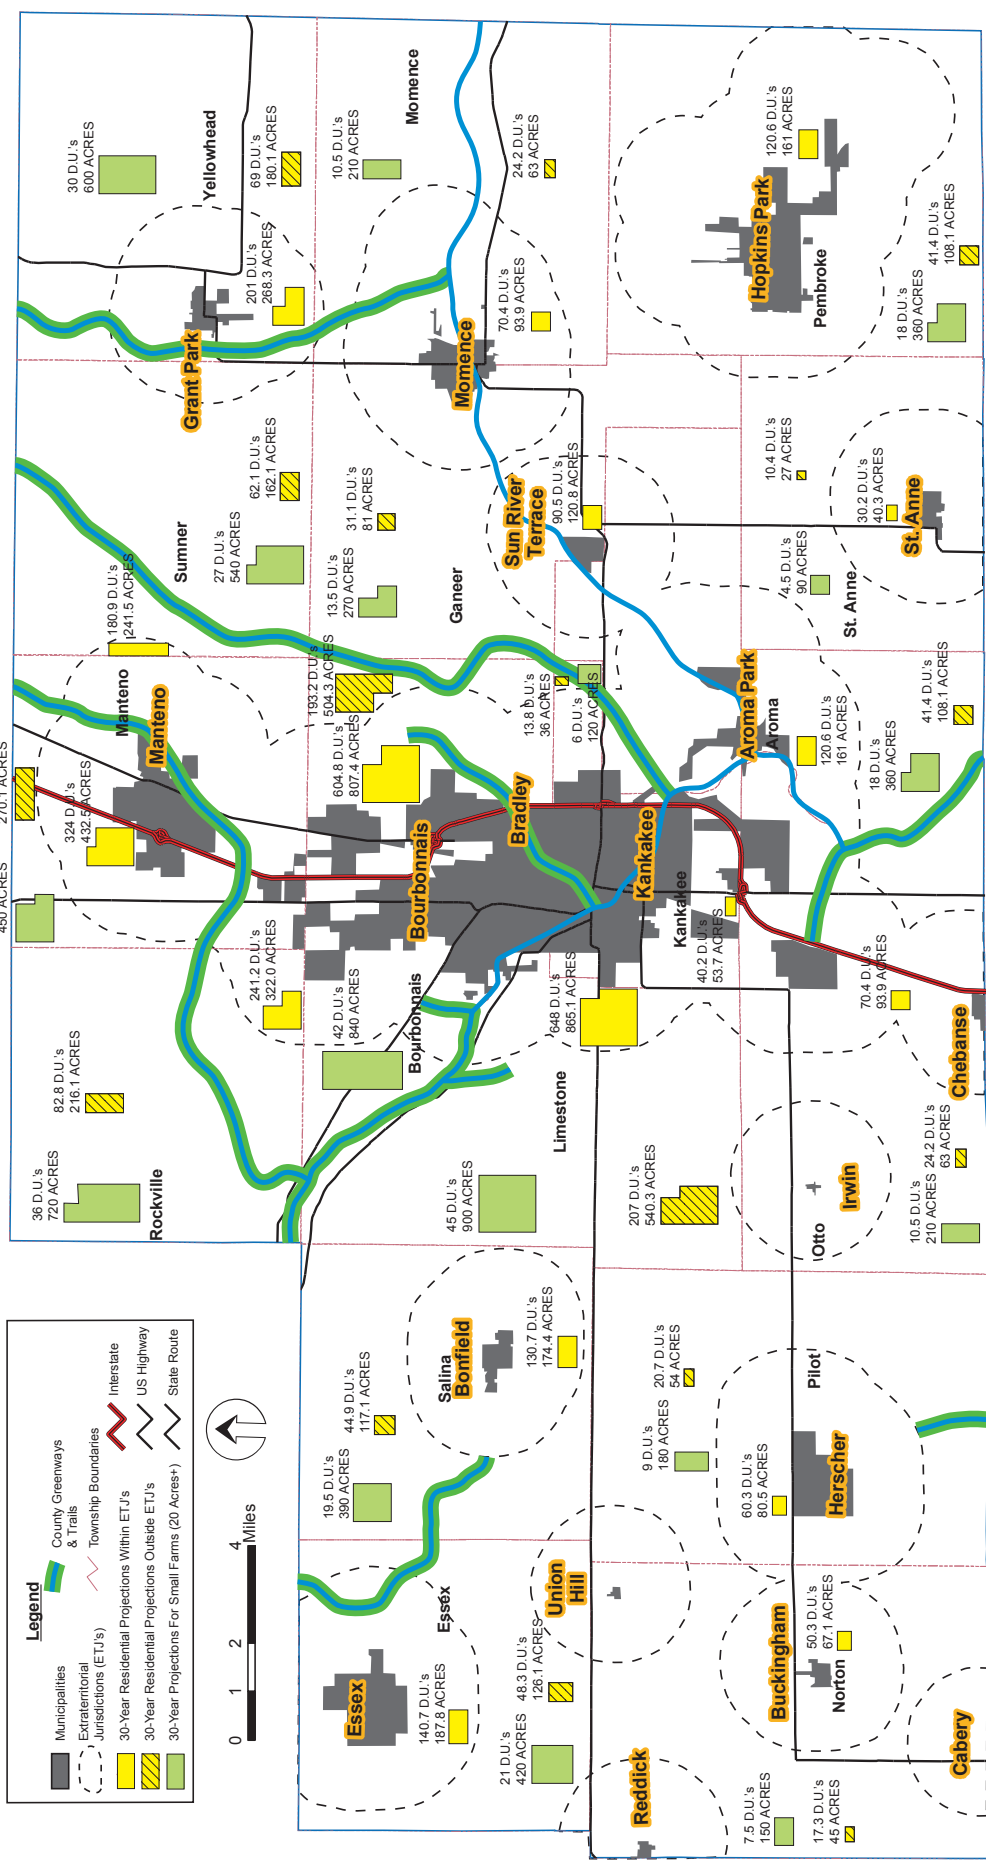 Legend
Municipalities
Extraterritorial
Jurisdictions (ETJ's)
30-Year Residential Projections Within ETJ's
30-Year Residential Projections Outside ETJ's
30-Year Projections For Small Farms (20 Acres+)
County Greenways
& Trails
Township Boundaries
Interstate
US Highway
State Route
0
1
2
4
Miles
Essex
140.7 D.U.'s
187.8 ACRES
Essex
21 D.U.'s
420 ACRES
48.3 D.U.'s
126.1 ACRES
Union
Hill
Reddick
7.5 D.U.'s
150 ACRES
17.3 D.U.'s
45 ACRES
Buckingham
50.3 D.U.'s
67.1 ACRES
Norton
Cabery
19.5 D.U.'s
390 ACRES
44.9 D.U.'s
117.1 ACRES
Salina
Bonfield
130.7 D.U.'s
174.4 ACRES
9 D.U.'s
180 ACRES
20.7 D.U.'s
54 ACRES
60.3 D.U.'s
80.5 ACRES
Herscher
Pilot
36 D.U.'s
720 ACRES
82.8 D.U.'s
216.1 ACRES
Rockville
241.2 D.U.'s
322.0 ACRES
42 D.U.'s
840 ACRES
Bourbonnais
45 D.U.'s
900 ACRES
Limestone
648 D.U.'s
865.1 ACRES
207 D.U.'s
540.3 ACRES
Otto
Irwin
10.5 D.U.'s
210 ACRES
24.2 D.U.'s
63 ACRES
Chebanse
70.4 D.U.'s
93.9 ACRES
40.2 D.U.'s
53.7 ACRES
Kankakee
Kankakee
450 ACRES
270.1 ACRES
324 D.U.'s
432.5 ACRES
Manteno
Manteno
Bourbonnais
Bradley
604.8 D.U.'s
807.4 ACRES
193.2 D.U.'s
504.3 ACRES
13.8 D.U.'s
36 ACRES
6 D.U.'s
120 ACRES
Aroma Park
Aroma
120.6 D.U.'s
161 ACRES
18 D.U.'s
360 ACRES
41.4 D.U.'s
108.1 ACRES
180.9 D.U.'s
241.5 ACRES
Sumner
27 D.U.'s
540 ACRES
62.1 D.U.'s
162.1 ACRES
13.5 D.U.'s
270 ACRES
31.1 D.U.'s
81 ACRES
Ganeer
Sun River
Terrace
90.5 D.U.'s
120.8 ACRES
4.5 D.U.'s
90 ACRES
10.4 D.U.'s
27 ACRES
St. Anne
30.2 D.U.'s
40.3 ACRES
St. Anne
30 D.U.'s
600 ACRES
Yellowhead
69 D.U.'s
180.1 ACRES
201 D.U.'s
268.3 ACRES
Grant Park
10.5 D.U.'s
210 ACRES
Momence
24.2 D.U.'s
63 ACRES
70.4 D.U.'s
93.9 ACRES
Momence
Hopkins Park
120.6 D.U.'s
161 ACRES
Pembroke
18 D.U.'s
360 ACRES
41.4 D.U.'s
108.1 ACRES